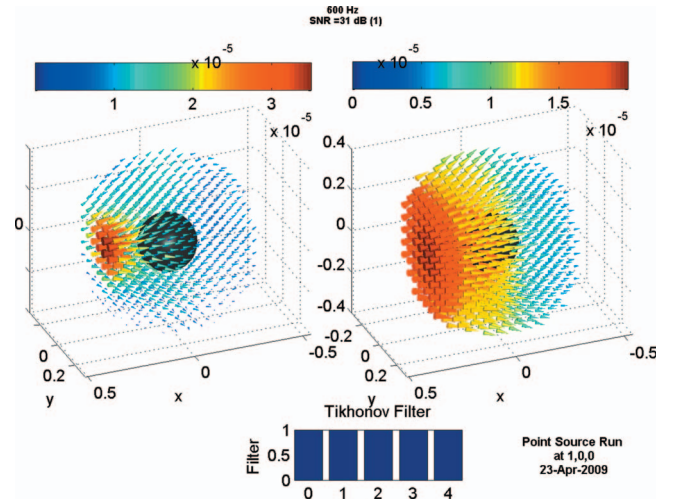 600 Hz
SNR =31 dB (1)
x 10 -5
1 2 3
x 10 -5
x 10 -5
0 0.5 1 1.5
x 10 -5
0
-0.2
0
0.2
y
0.5
x
0
-0.5
0.4
0.2
0
-0.2
-0.4
-0.2
0
0.2
y
0.5
x
0
-0.5
Tikhonov Filter
Filter
1
0.5
0
0 1 2 3 4
Point Source Run
at 1,0,0
23-Apr-2009